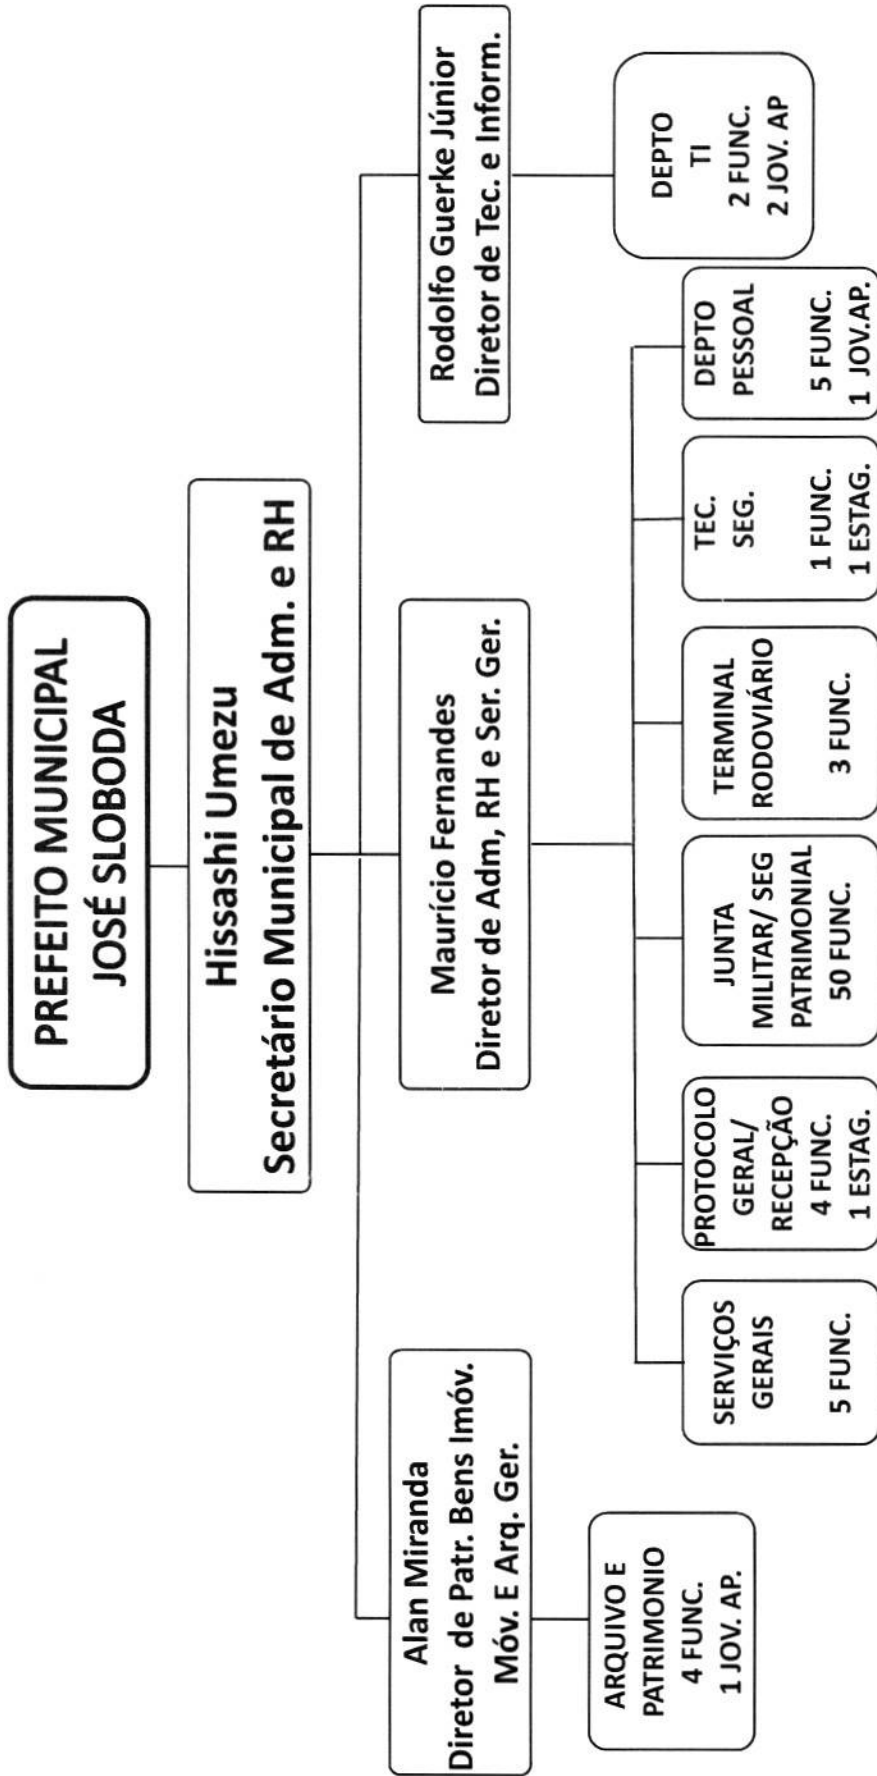 PREFEITO MUNICIPAL
JOSÉ SLOBODA
Hissashi Umezu
Secretário Municipal de Adm. e RH
Alan Miranda
Diretor de Patr. Bens Imóv.
Móv. E Arq. Ger.
Maurício Fernandes
Diretor de Adm, RH e Ser. Ger.
Rodolfo Guerke Júnior
Diretor de Tec. e Inform.
ARQUIVO E
PATRIMONIO
4 FUNC.
1 JOV. AP.
SERVIÇOS
GERAIS
5 FUNC.
PROTOCOLO
GERAL/
RECEPÇÃO
4 FUNC.
1 ESTAG.
JUNTA
MILITAR/ SEG
PATRIMONIAL
50 FUNC.
TERMINAL
RODOVIÁRIO
3 FUNC.
TEC.
SEG.
1 FUNC.
1 ESTAG.
DEPTO
PESSOAL
5 FUNC.
1 JOV.AP.
DEPTO
TI
2 FUNC.
2 JOV. AP